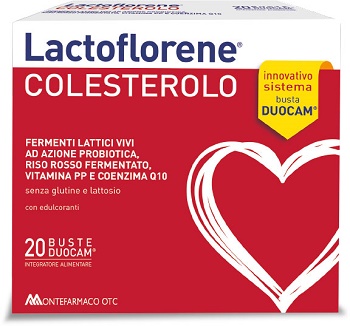 Lactoflorene®
COLESTEROLO
20 BUSTE
DUOCAM®
innovativo
sistema
busta
DUOCAM®
FERMENTI LATTICI VIVI
AD AZIONE PROBIOTICA,
RISO ROSSO FERMENTATO,
VITAMINA PP E COENZIMA Q10
senza glutine e lattosio
con edulcoranti
20 BUSTE
DUOCAM®
INTEGRATORE ALIMENTARE
MONTEFARMACO OTC